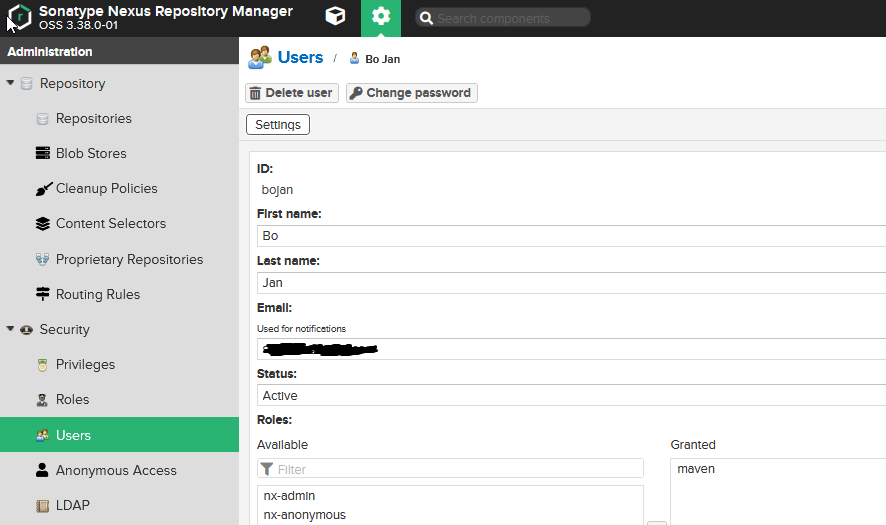 Sonatype Nexus Repository Manager
OSS 3.38.0-01
Search components
Administration
Repository
Repositories
Blob Stores
Cleanup Policies
Content Selectors
Proprietary Repositories
Routing Rules
Security
Privileges
Roles
Users
Anonymous Access
LDAP
Users / Bo Jan
Delete user
Change password
Settings
ID:
bojan
First name:
Bo
Last name:
Jan
Email:
Used for notifications
Status:
Active
Roles:
Available
Granted
Filter
maven
nx-admin
nx-anonymous